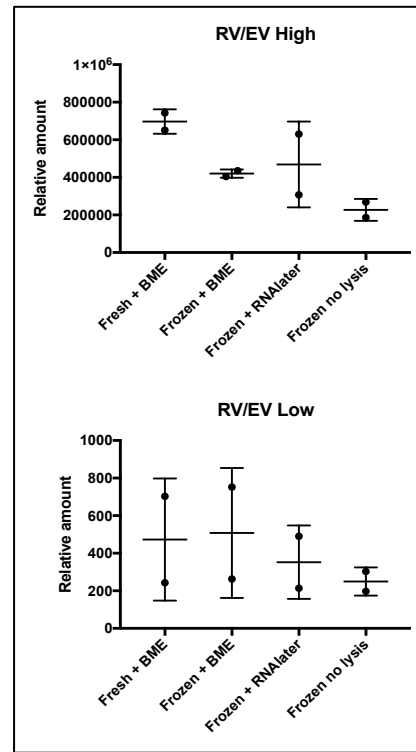 RV/EV High
Relative amount
1×10⁶
800000
600000
400000
200000
0
Fresh + BME
Frozen + BME
Frozen + RNAlater
Frozen no lysis
RV/EV Low
Relative amount
1000
800
600
400
200
0
Fresh + BME
Frozen + BME
Frozen + RNAlater
Frozen no lysis